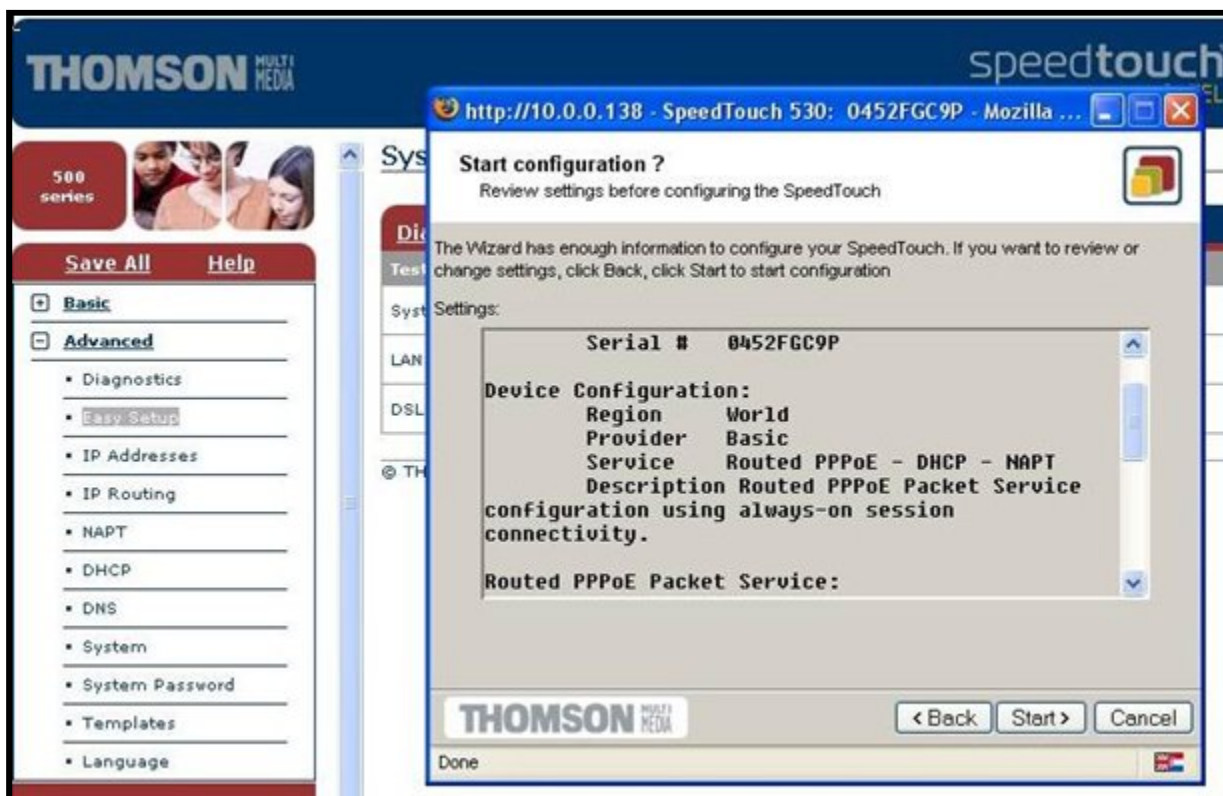 THOMSON MULTI MEDIA
speedtouch
500 series
Save All Help
Basic
Advanced
Diagnostics
Easy Setup
IP Addresses
IP Routing
NAPT
DHCP
DNS
System
System Password
Templates
Language
Sys
Test
Syst
LAN
DSL
© TH
http://10.0.0.138 - SpeedTouch 530: 0452FGC9P - Mozilla ...
Start configuration ?
Review settings before configuring the SpeedTouch
The Wizard has enough information to configure your SpeedTouch. If you want to review or
change settings, click Back, click Start to start configuration
Settings:
Serial # 0452FGC9P
Device Configuration:
Region World
Provider Basic
Service Routed PPPoE - DHCP - NAPT
Description Routed PPPoE Packet Service
configuration using always-on session
connectivity.
Routed PPPoE Packet Service:
THOMSON MULTI MEDIA
< Back Start > Cancel
Done